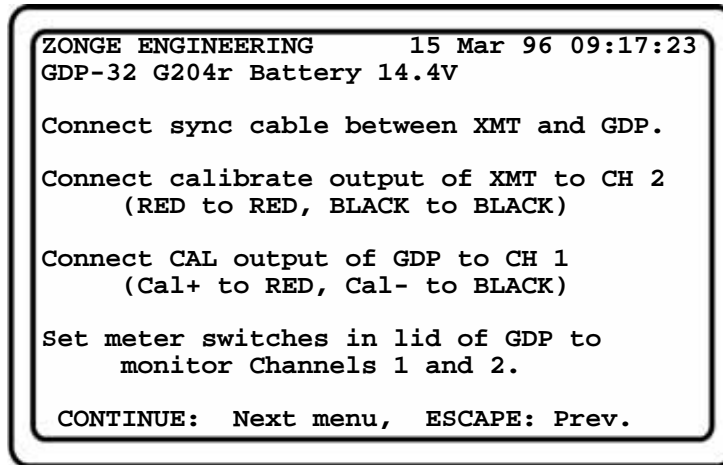 ZONGE ENGINEERING 15 Mar 96 09:17:23
GDP-32 G204r Battery 14.4V
Connect sync cable between XMT and GDP.
Connect calibrate output of XMT to CH 2
(RED to RED, BLACK to BLACK)
Connect CAL output of GDP to CH 1
(Cal+ to RED, Cal- to BLACK)
Set meter switches in lid of GDP to
monitor Channels 1 and 2.
CONTINUE: Next menu, ESCAPE: Prev.